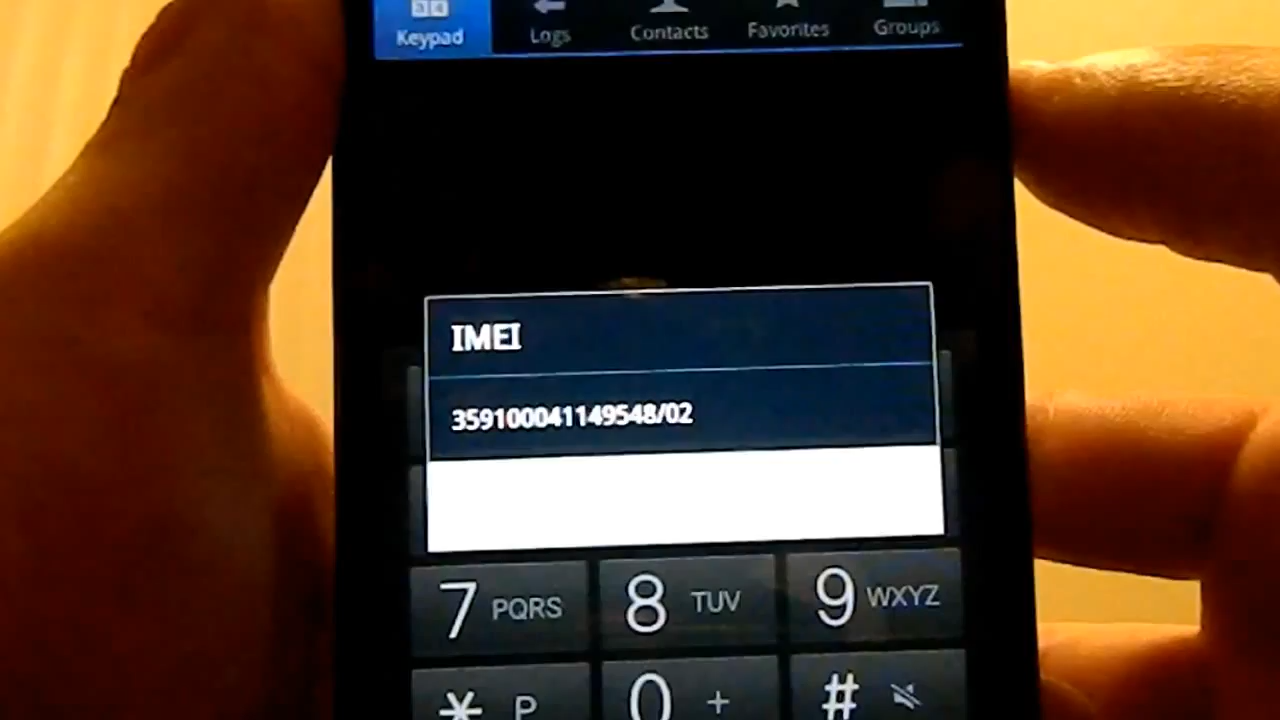 Keypad Logs Contacts Favorites Groups
IMEI
359100041149548/02
7 PQRS 8 TUV 9 WXYZ
* P 0 + #